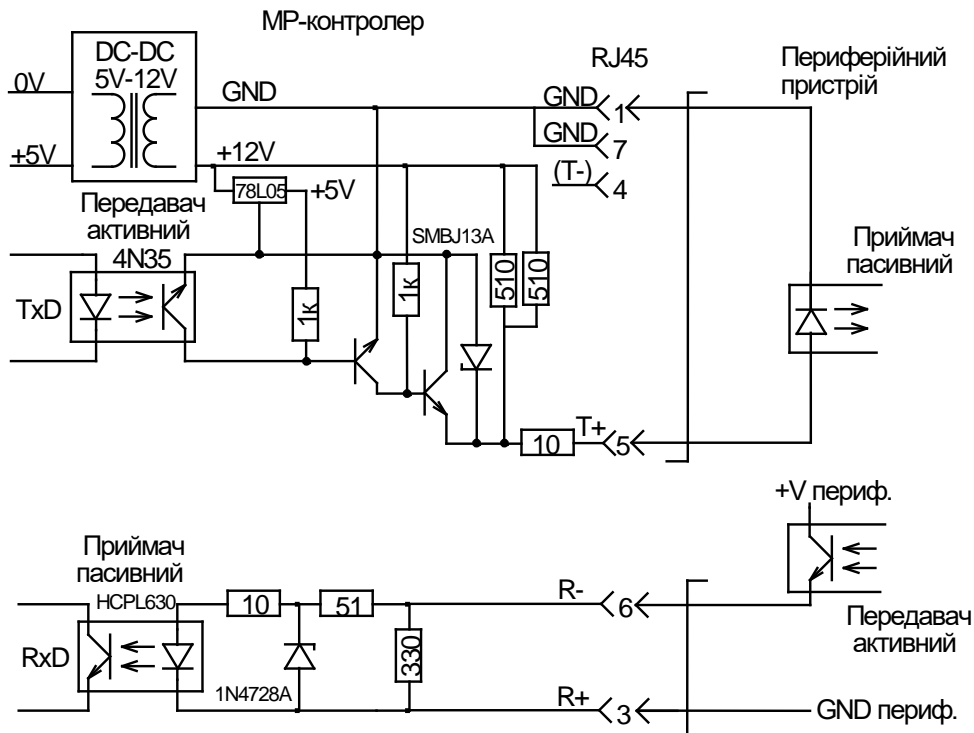 МР-контролер
DC-DC
5V-12V
0V
+5V
GND
+12V
RJ45
GND
1
GND
7
(T-)
4
Периферійний
пристрій
78L05
+5V
Передавач
активний
4N35
TxD
1к
1к
SMBJ13A
510
510
10
T+
5
Приймач
пасивний
+V периф.
Приймач
пасивний
HCPL630
RxD
10
51
1N4728A
330
R-
6
R+
3
Передавач
активний
GND периф.